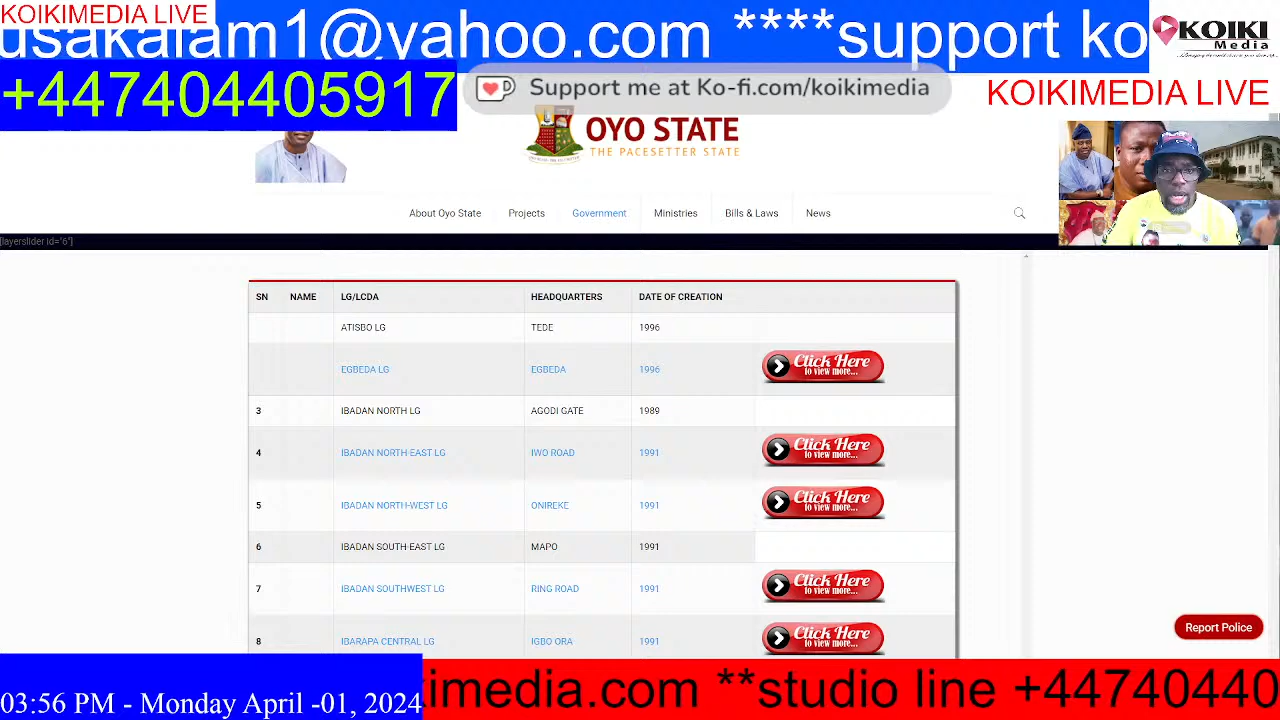 KOIKIMEDIA LIVE
usakalam1@yahoo.com ****support ko
KOIKI
Media
+447404405917
Support me at Ko-fi.com/koikimedia
KOIKIMEDIA LIVE
OYO STATE
THE PACESETTER STATE
About Oyo State Projects Government Ministries Bills & Laws News
[layerslider id="6"]
SN NAME LG/LCDA HEADQUARTERS DATE OF CREATION
ATISBO LG TEDE 1996
EGBEDA LG EGBEDA 1996 Click Here
to view more...
3 IBADAN NORTH LG AGODI GATE 1989
4 IBADAN NORTH-EAST LG IWO ROAD 1991 Click Here
to view more...
5 IBADAN NORTH-WEST LG ONIREKE 1991 Click Here
to view more...
6 IBADAN SOUTH-EAST LG MAPO 1991
7 IBADAN SOUTHWEST LG RING ROAD 1991 Click Here
to view more...
8 IBARAPA CENTRAL LG IGBO ORA 1991 Click Here
to view more...
Report Police
03:56 PM - Monday April -01, 2024
kimedia.com **studio line +44740440